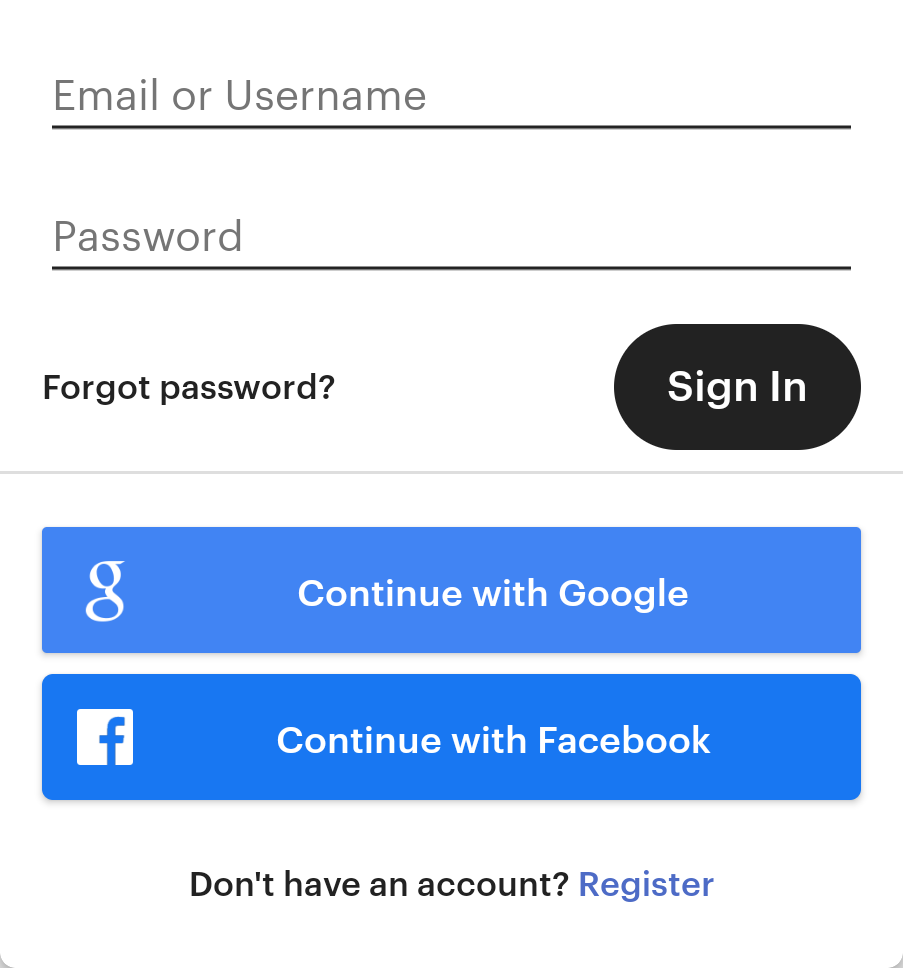 Email or Username
Password
Forgot password?
Sign In
g
Continue with Google
f
Continue with Facebook
Don't have an account? Register